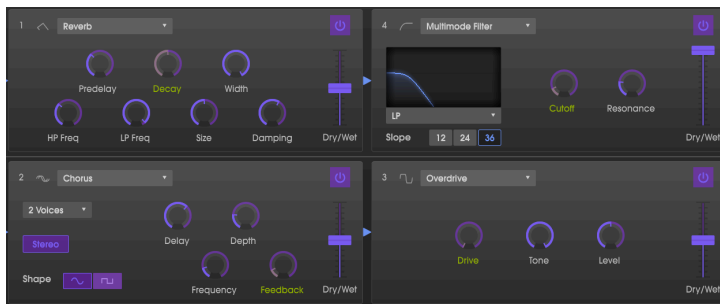 1 Reverb
Predelay Decay Width
HP Freq LP Freq Size Damping Dry/Wet
4 Multimode Filter
LP
Cutoff Resonance
Slope 12 24 36 Dry/Wet
2 Chorus
2 Voices
Stereo
Delay Depth
Shape Frequency Feedback Dry/Wet
3 Overdrive
Drive Tone Level
Dry/Wet